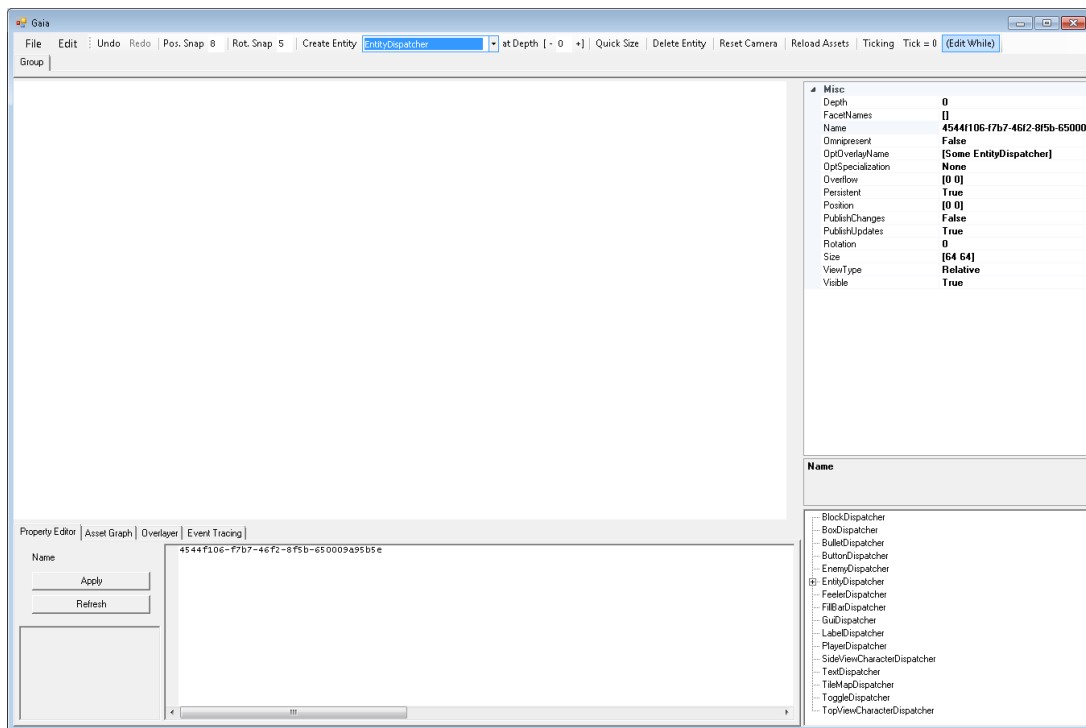 Gaia
File Edit Undo Redo Pos. Snap 8 Rot. Snap 5 Create Entity EntityDispatcher at Depth [ - 0 +] Quick Size Delete Entity Reset Camera Reload Assets Ticking Tick = 0 (Edit While)
Group
Misc
Depth 0
FacetNames []
Name 4544f106-f7b7-46f2-8f5b-65000
Omnipresent False
OptOverlayName [Some EntityDispatcher]
OptSpecialization None
Overflow [0 0]
Persistent True
Position [0 0]
PublishChanges False
PublishUpdates True
Rotation 0
Size [64 64]
ViewType Relative
Visible True
Name
Property Editor Asset Graph Overlayer Event Tracing
Name
Apply
Refresh
4544f106-f7b7-46f2-8f5b-650009a95b5e
BlockDispatcher
BoxDispatcher
BulletDispatcher
ButtonDispatcher
EnemyDispatcher
EntityDispatcher
FeelerDispatcher
FillBarDispatcher
GuiDispatcher
LabelDispatcher
PlayerDispatcher
SideViewCharacterDispatcher
TextDispatcher
TileMapDispatcher
ToggleDispatcher
TopViewCharacterDispatcher